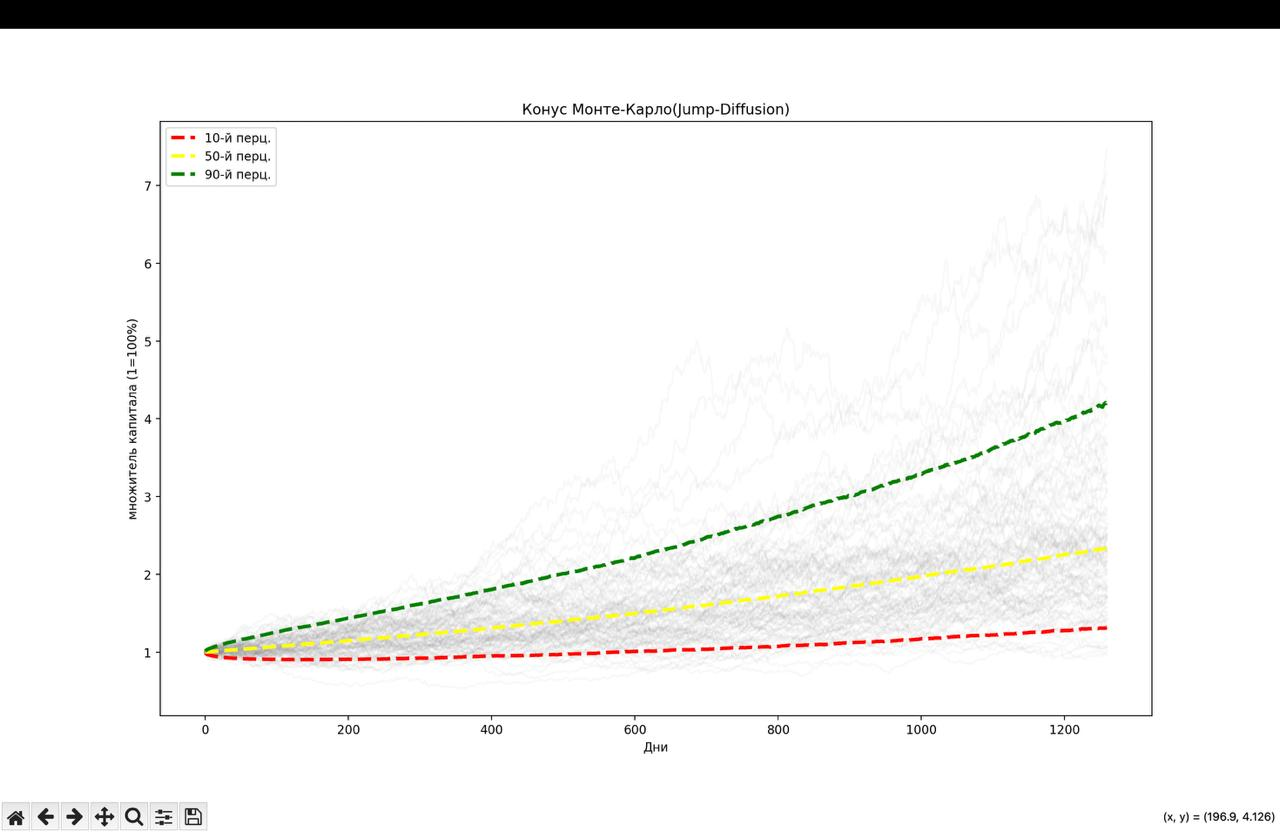 Конус Монте-Карло(Jump-Diffusion)
10-й перц.
50-й перц.
90-й перц.
7
6
5
4
3
2
1
множитель капитала (1=100%)
0 200 400 600 800 1000 1200
Дни
(x, y) = (196.9, 4.126)